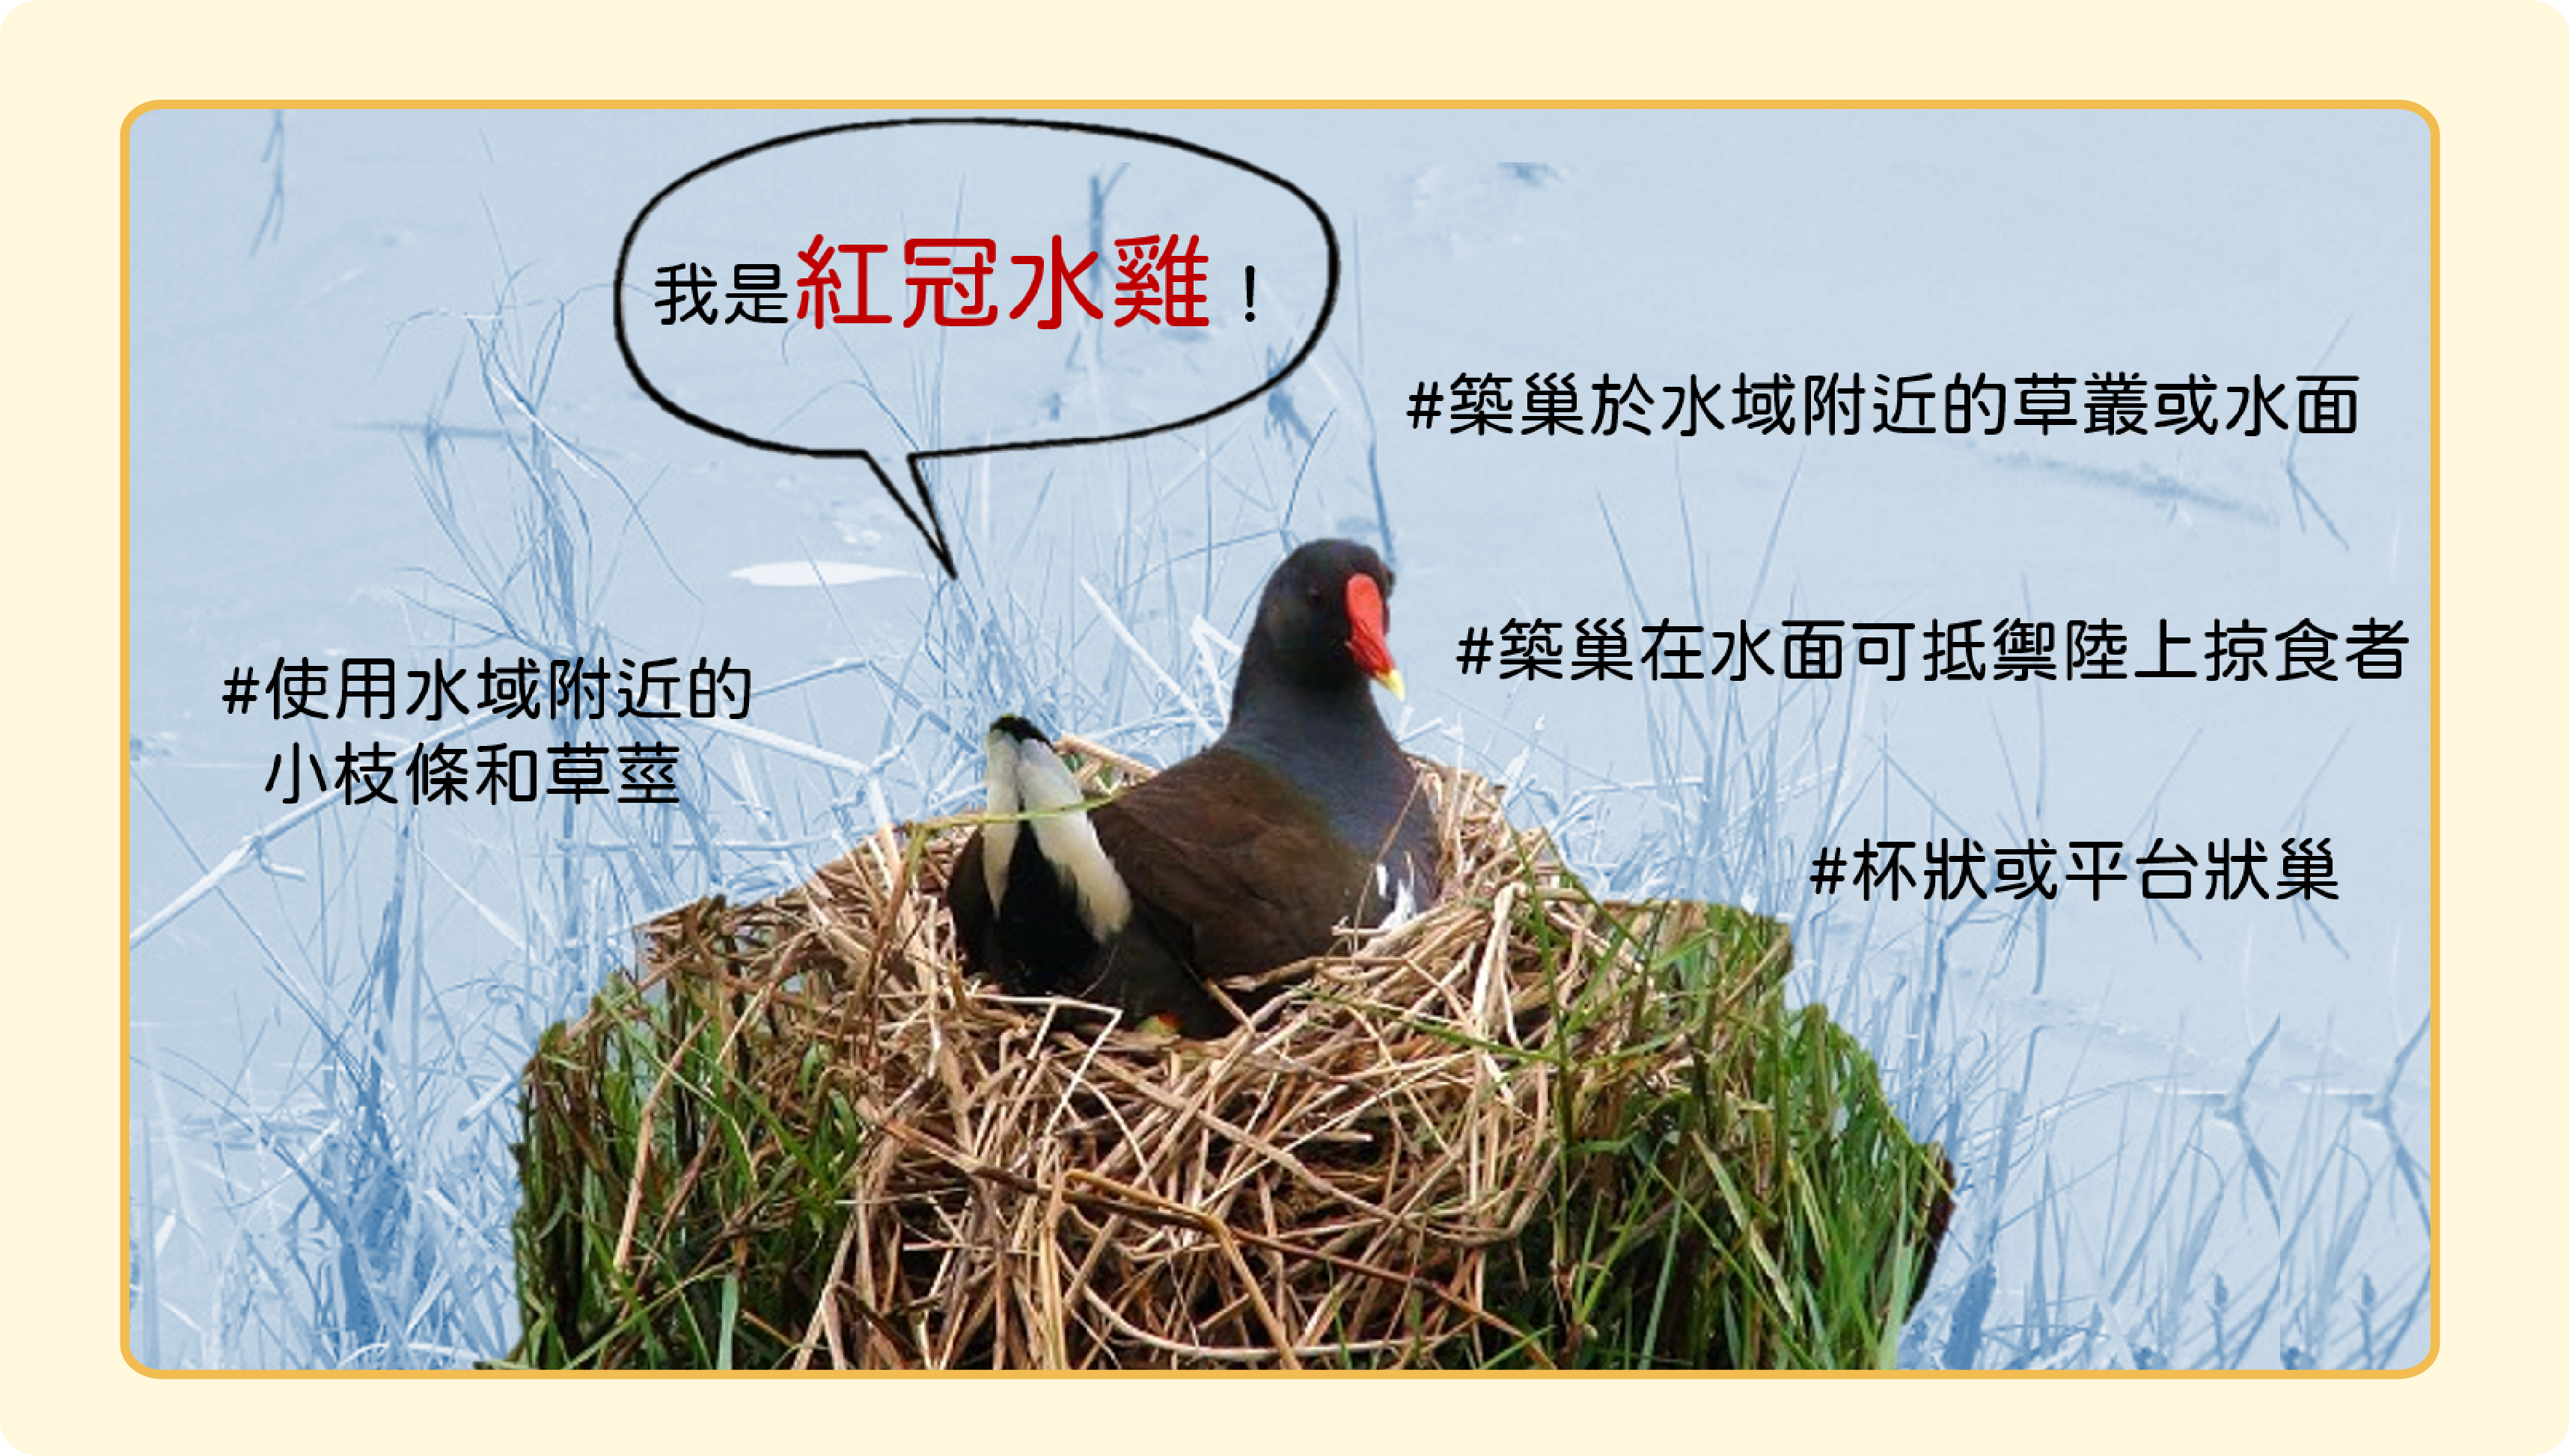 我是紅冠水雞！
#築巢於水域附近的草叢或水面
#築巢在水面可抵禦陸上掠食者
#使用水域附近的
小枝條和草莖
#杯狀或平台狀巢